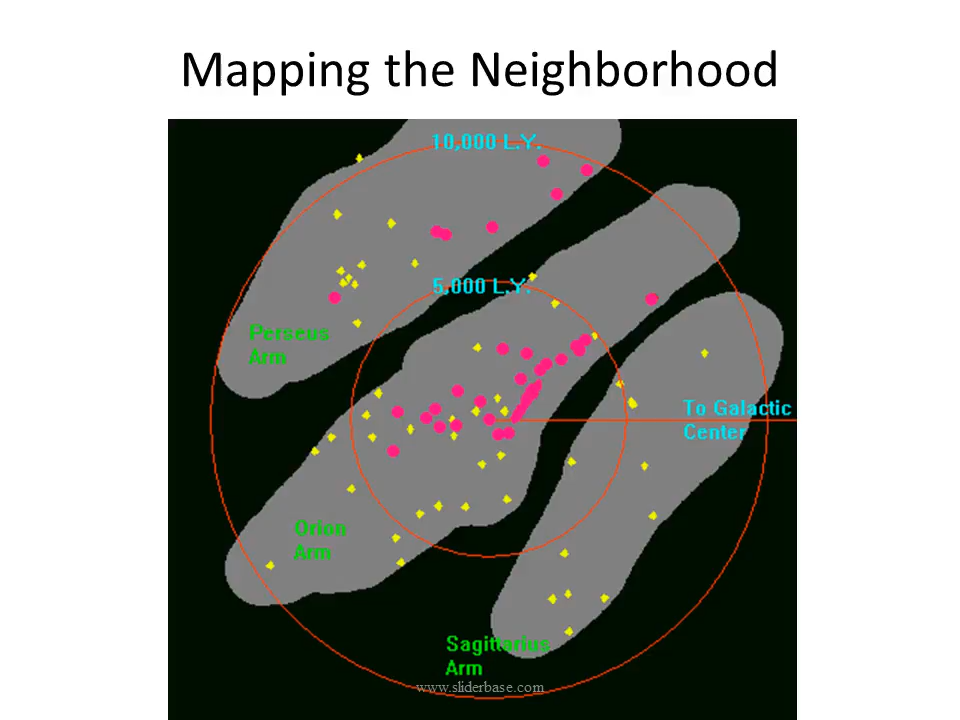 Mapping the Neighborhood
10,000 L.Y.
5,000 L.Y.
Perseus
Arm
To Galactic
Center
Orion
Arm
Sagittarius
Arm
www.sliderbase.com